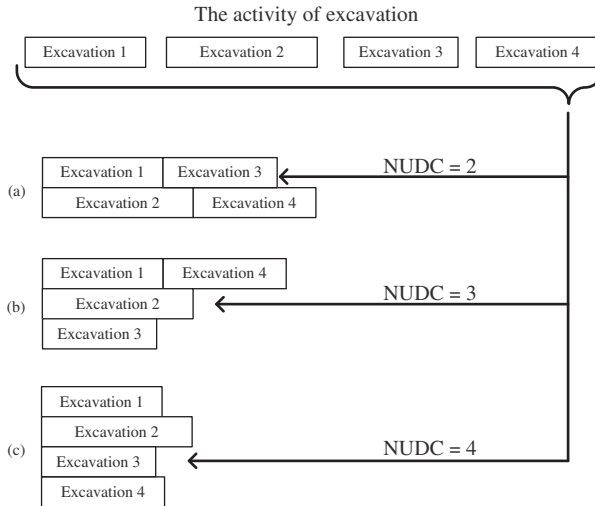 The activity of excavation
Excavation 1 Excavation 2 Excavation 3 Excavation 4
(a) Excavation 1 Excavation 3 NUDC = 2
Excavation 2 Excavation 4
(b) Excavation 1 Excavation 4
Excavation 2 NUDC = 3
Excavation 3
(c) Excavation 1
Excavation 2
Excavation 3 NUDC = 4
Excavation 4